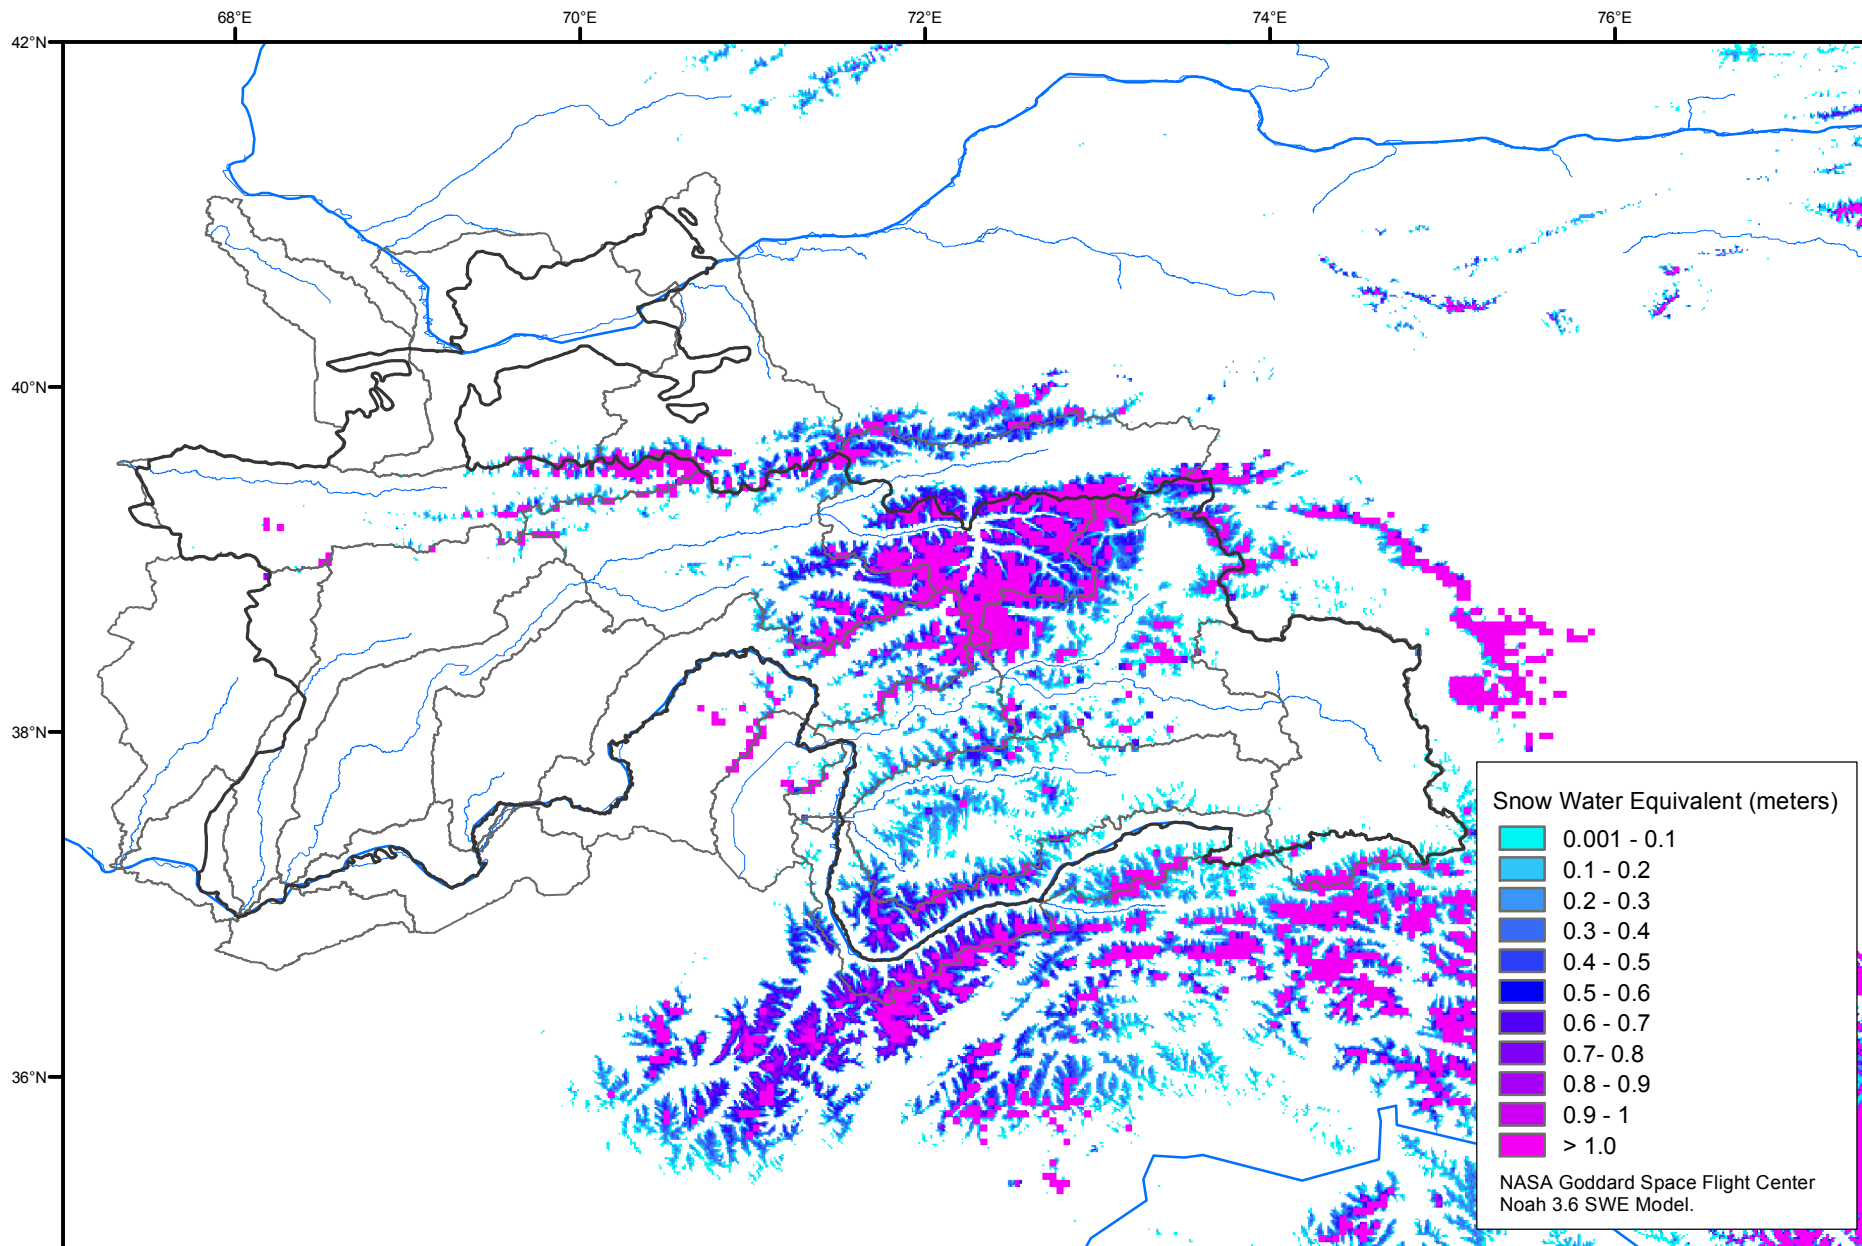 68°E
70°E
72°E
74°E
76°E
42°N
40°N
38°N
36°N
Snow Water Equivalent (meters)
0.001 - 0.1
0.1 - 0.2
0.2 - 0.3
0.3 - 0.4
0.4 - 0.5
0.5 - 0.6
0.6 - 0.7
0.7- 0.8
0.8 - 0.9
0.9 - 1
> 1.0
NASA Goddard Space Flight Center
Noah 3.6 SWE Model.